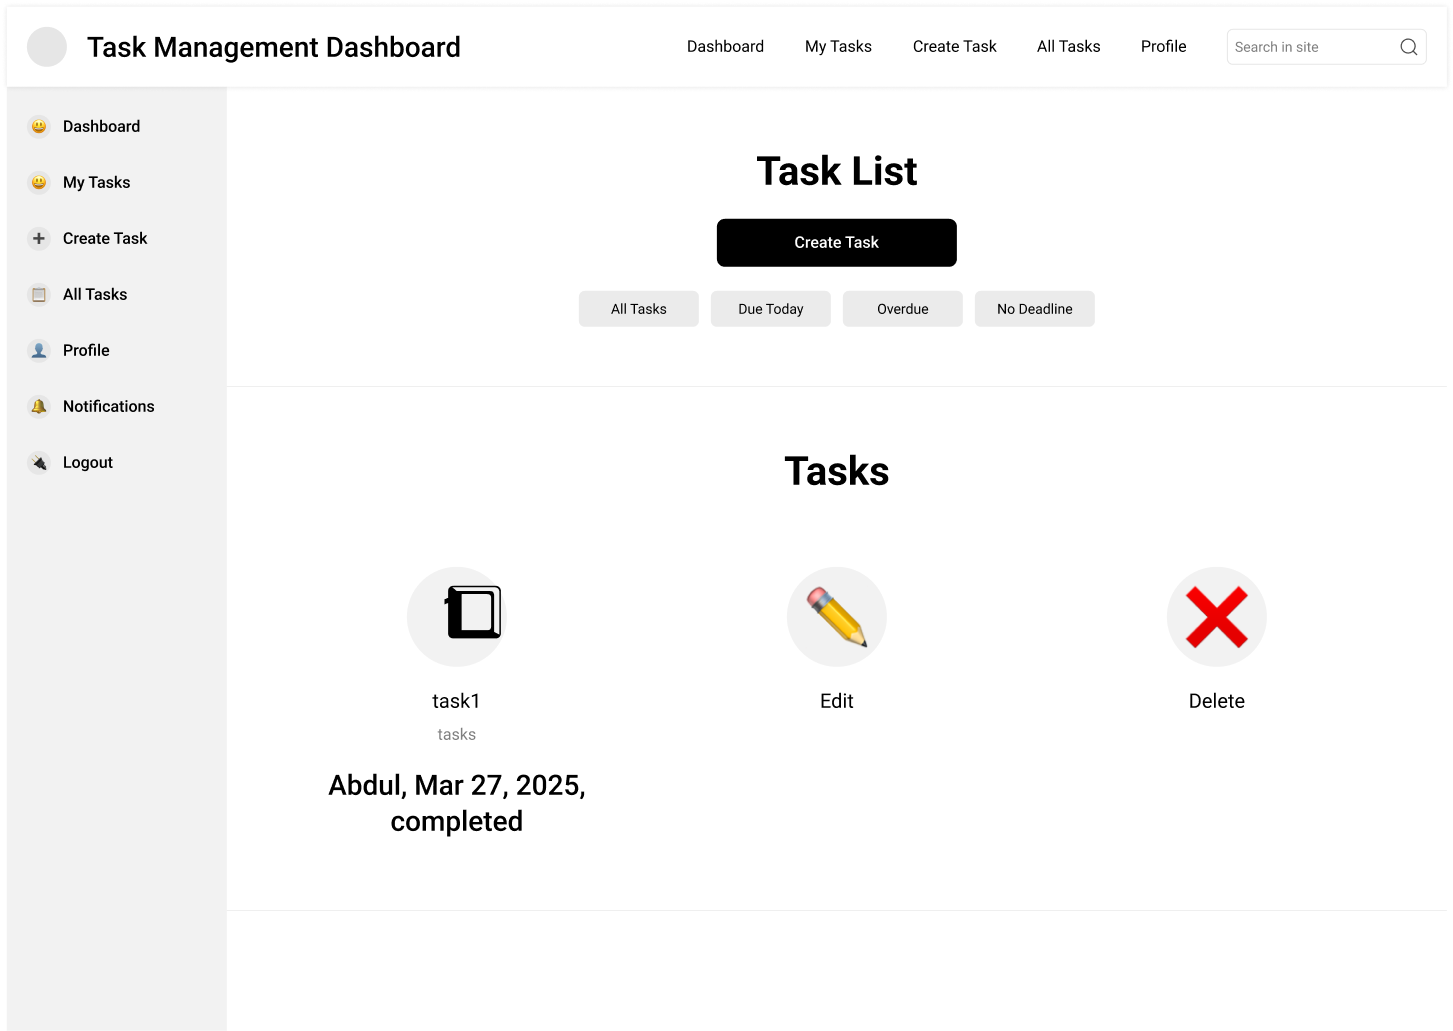 Task Management Dashboard
Dashboard
My Tasks
Create Task
All Tasks
Profile
Search in site
Dashboard
My Tasks
Create Task
All Tasks
Profile
Notifications
Logout
Task List
Create Task
All Tasks
Due Today
Overdue
No Deadline
Tasks
task1
tasks
Abdul, Mar 27, 2025,
completed
Edit
Delete